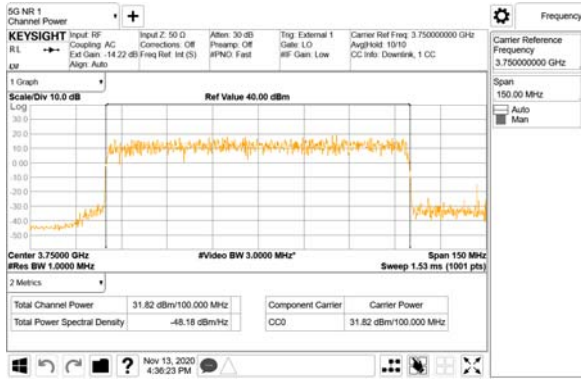 5G NR 1
Channel Power
Frequency
KEYSIGHT
Input: RF
Coupling: AC
Ext Gain: -14.22 dB
Align: Auto
Input Z: 50 Ω
Corrections: Off
Freq Ref: Int (S)
Atten: 30 dB
Preamp: Off
#PNO: Fast
Trig: External 1
Gate: LO
#IF Gain: Low
Carrier Ref Freq: 3.750000000 GHz
Avg|Hold: 10/10
CC Info: Downlink, 1 CC
RL
Carrier Reference
Frequency
3.750000000 GHz
Span
150.00 MHz
Auto
Man
1 Graph
Scale/Div 10.0 dB
Ref Value 40.00 dBm
Log
30.0
20.0
10.0
0.00
-10.0
-20.0
-30.0
-40.0
-50.0
Center 3.75000 GHz
#Video BW 3.0000 MHz*
Span 150 MHz
#Res BW 1.0000 MHz
Sweep 1.53 ms (1001 pts)
2 Metrics
Total Channel Power 31.82 dBm/100.000 MHz
Total Power Spectral Density -48.18 dBm/Hz
Component Carrier Carrier Power
CC0 31.82 dBm/100.000 MHz
?
Nov 13, 2020
4:36:23 PM